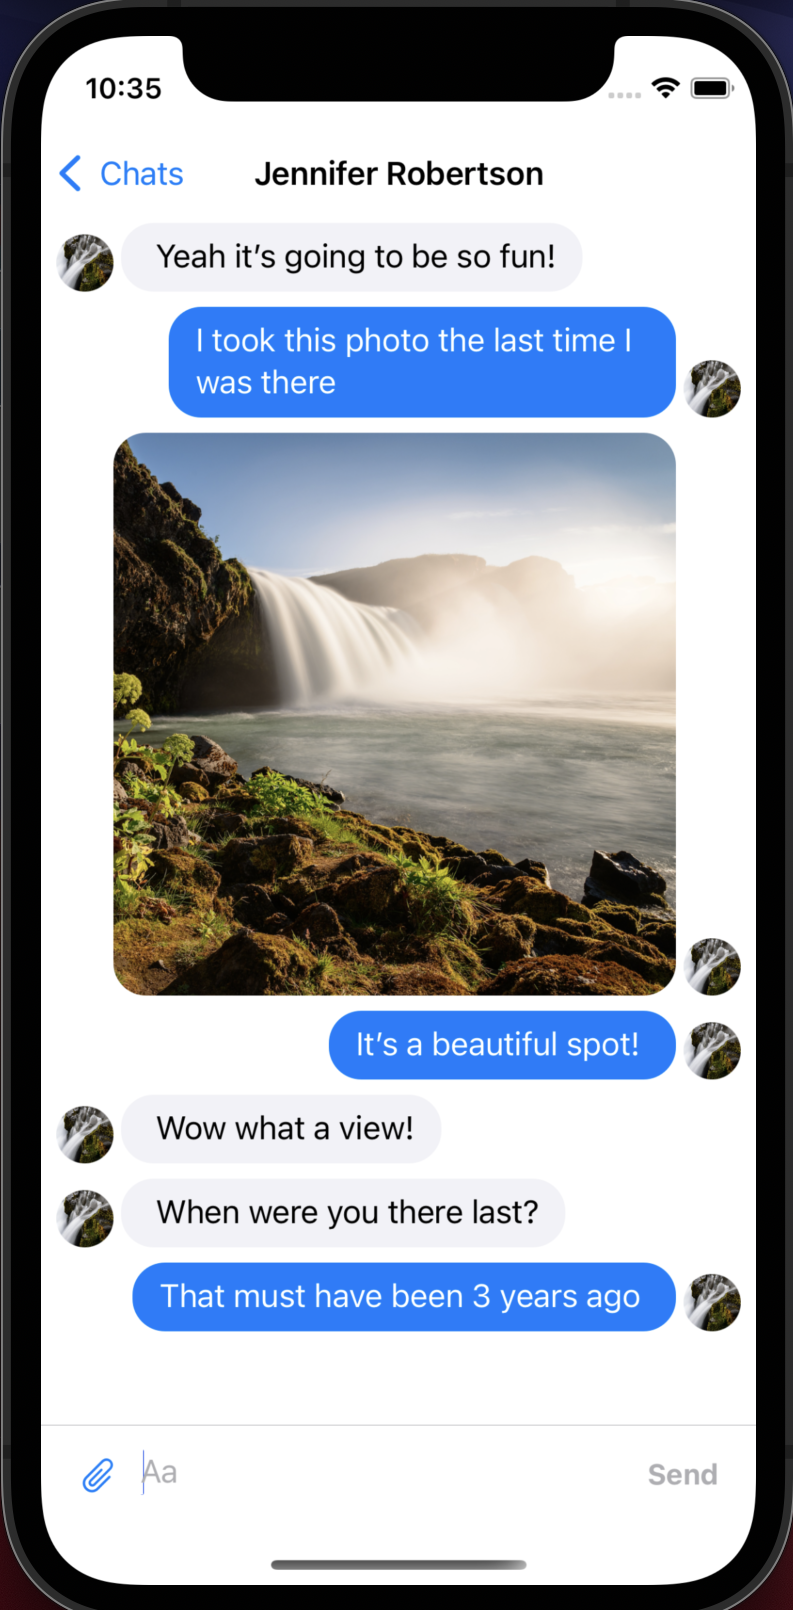 10:35
Chats
Jennifer Robertson
Yeah it’s going to be so fun!
I took this photo the last time I
was there
It’s a beautiful spot!
Wow what a view!
When were you there last?
That must have been 3 years ago
Aa
Send